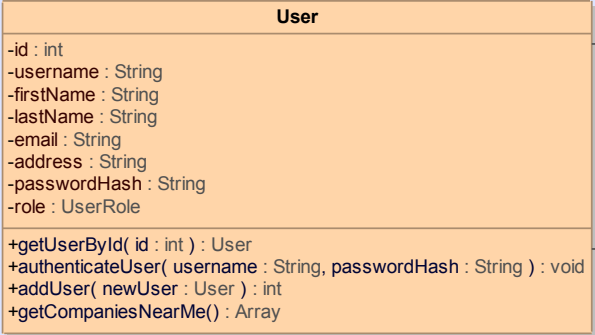 User
-id : int
-username : String
-firstName : String
-lastName : String
-email : String
-address : String
-passwordHash : String
-role : UserRole
+getUserById( id : int ) : User
+authenticateUser( username : String, passwordHash : String ) : void
+addUser( newUser : User ) : int
+getCompaniesNearMe() : Array